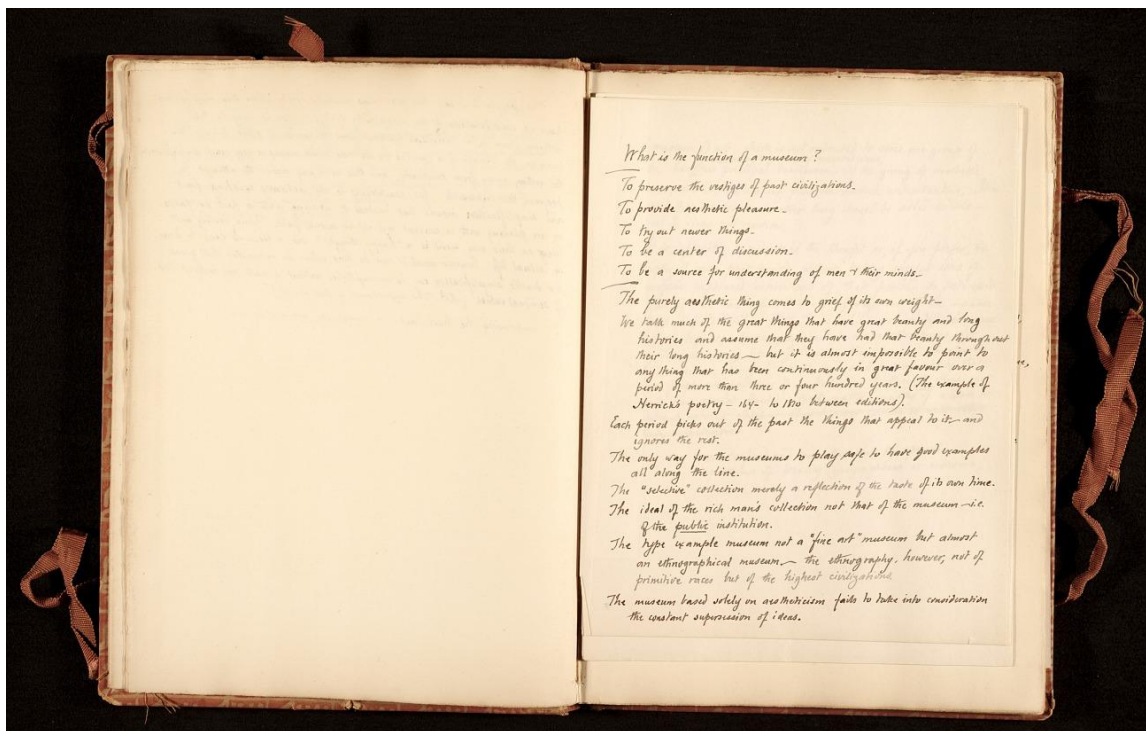 What is the function of a museum?
To preserve the vestiges of past civilizations.
To provide aesthetic pleasure.
To try out newer things.
To be a center of discussion.
To be a source for understanding of men & their minds.
The purely aesthetic thing comes to grief of its own weight—
We talk much of the great things that have great beauty and long
histories and assume that they have had that beauty throughout
their long histories — but it is almost impossible to point to
anything that has been continuously in great favour over a
period of more than three or four hundred years. (The example of
Herrick's poetry – 164– to 1810 between editions).
Each period picks out of the past the things that appeal to it — and
ignores the rest.
The only way for the museums to play safe to have good examples
all along the line.
The "selective" collection merely a reflection of the taste of its own time.
The ideal of the rich man's collection not that of the museum — i.e.
of the public institution.
The type example museum not a "fine art" museum but almost
an ethnographical museum, — the ethnography, however, not of
primitive races but of the highest civilizations
The museum based solely on aestheticism fails to take into consideration
the constant supersession of ideas.